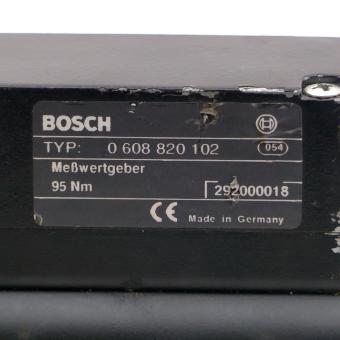 BOSCH
TYP: 0 608 820 102 054
Meßwertgeber
95 Nm 292000018
CE Made in Germany